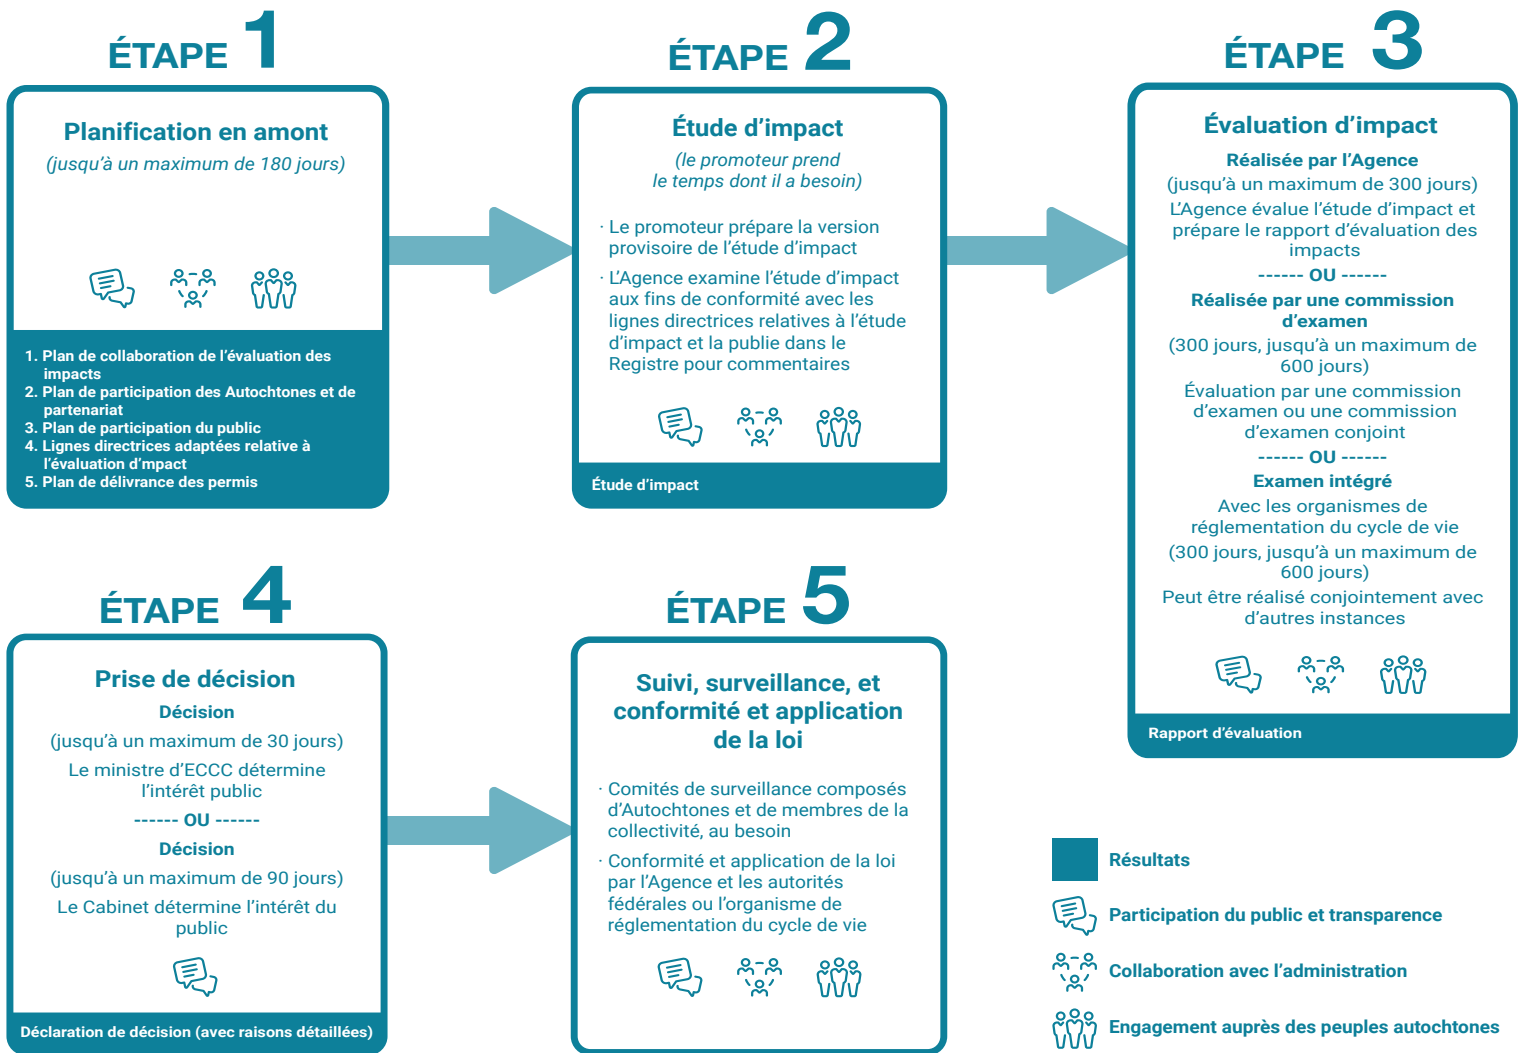 ÉTAPE 1
Planification en amont
(jusqu’à un maximum de 180 jours)
1. Plan de collaboration de l’évaluation des
impacts
2. Plan de participation des Autochtones et de
partenariat
3. Plan de participation du public
4. Lignes directrices adaptées relative à
l’évaluation d’mpact
5. Plan de délivrance des permis
ÉTAPE 2
Étude d’impact
(le promoteur prend
le temps dont il a besoin)
· Le promoteur prépare la version
provisoire de l’étude d’impact
· L’Agence examine l’étude d’impact
aux fins de conformité avec les
lignes directrices relatives à l’étude
d’impact et la publie dans le
Registre pour commentaires
Étude d’impact
ÉTAPE 3
Évaluation d’impact
Réalisée par l’Agence
(jusqu’à un maximum de 300 jours)
L’Agence évalue l’étude d’impact et
prépare le rapport d’évaluation des
impacts
------ OU ------
Réalisée par une commission
d’examen
(300 jours, jusqu’à un maximum de
600 jours)
Évaluation par une commission
d’examen ou une commission
d’examen conjoint
------ OU ------
Examen intégré
Avec les organismes de
réglementation du cycle de vie
(300 jours, jusqu’à un maximum de
600 jours)
Peut être réalisé conjointement avec
d’autres instances
Rapport d’évaluation
ÉTAPE 4
Prise de décision
Décision
(jusqu’à un maximum de 30 jours)
Le ministre d’ECCC détermine
l’intérêt public
------ OU ------
Décision
(jusqu’à un maximum de 90 jours)
Le Cabinet détermine l’intérêt du
public
Déclaration de décision (avec raisons détaillées)
ÉTAPE 5
Suivi, surveillance, et
conformité et application
de la loi
· Comités de surveillance composés
d’Autochtones et de membres de la
collectivité, au besoin
· Conformité et application de la loi
par l’Agence et les autorités
fédérales ou l’organisme de
réglementation du cycle de vie
Résultats
Participation du public et transparence
Collaboration avec l’administration
Engagement auprès des peuples autochtones